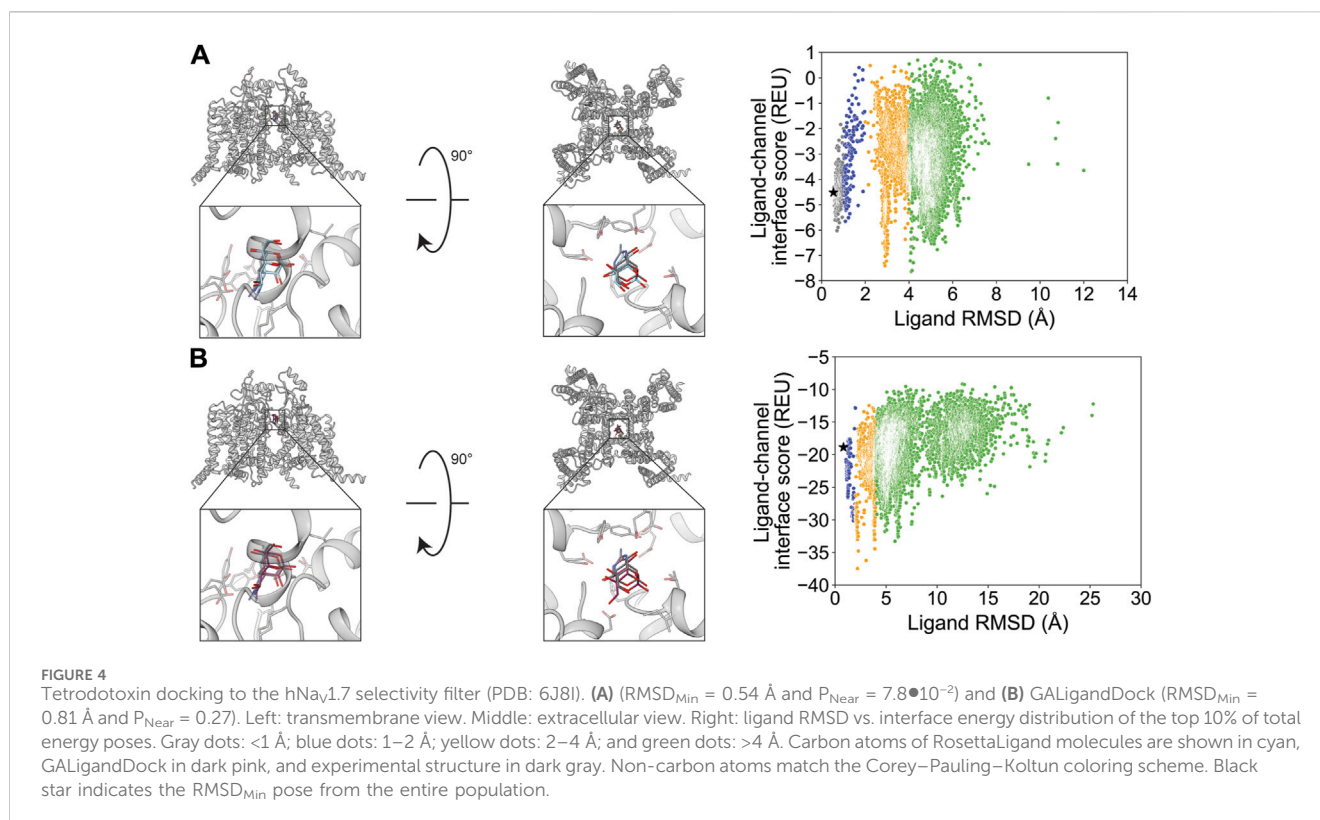 A
90°
Ligand-channel
interface score (REU)
1
0
−1
−2
−3
−4
−5
−6
−7
−8
0 2 4 6 8 10 12 14
Ligand RMSD (Å)
B
90°
Ligand-channel
interface score (REU)
−5
−10
−15
−20
−25
−30
−35
−40
0 5 10 15 20 25 30
Ligand RMSD (Å)
FIGURE 4
Tetrodotoxin docking to the hNaV1.7 selectivity filter (PDB: 6J8I). (A) (RMSDMin = 0.54 Å and PNear = 7.8●10−2) and (B) GALigandDock (RMSDMin =
0.81 Å and PNear = 0.27). Left: transmembrane view. Middle: extracellular view. Right: ligand RMSD vs. interface energy distribution of the top 10% of total
energy poses. Gray dots: <1 Å; blue dots: 1–2 Å; yellow dots: 2–4 Å; and green dots: >4 Å. Carbon atoms of RosettaLigand molecules are shown in cyan,
GALigandDock in dark pink, and experimental structure in dark gray. Non-carbon atoms match the Corey–Pauling–Koltun coloring scheme. Black
star indicates the RMSDMin pose from the entire population.